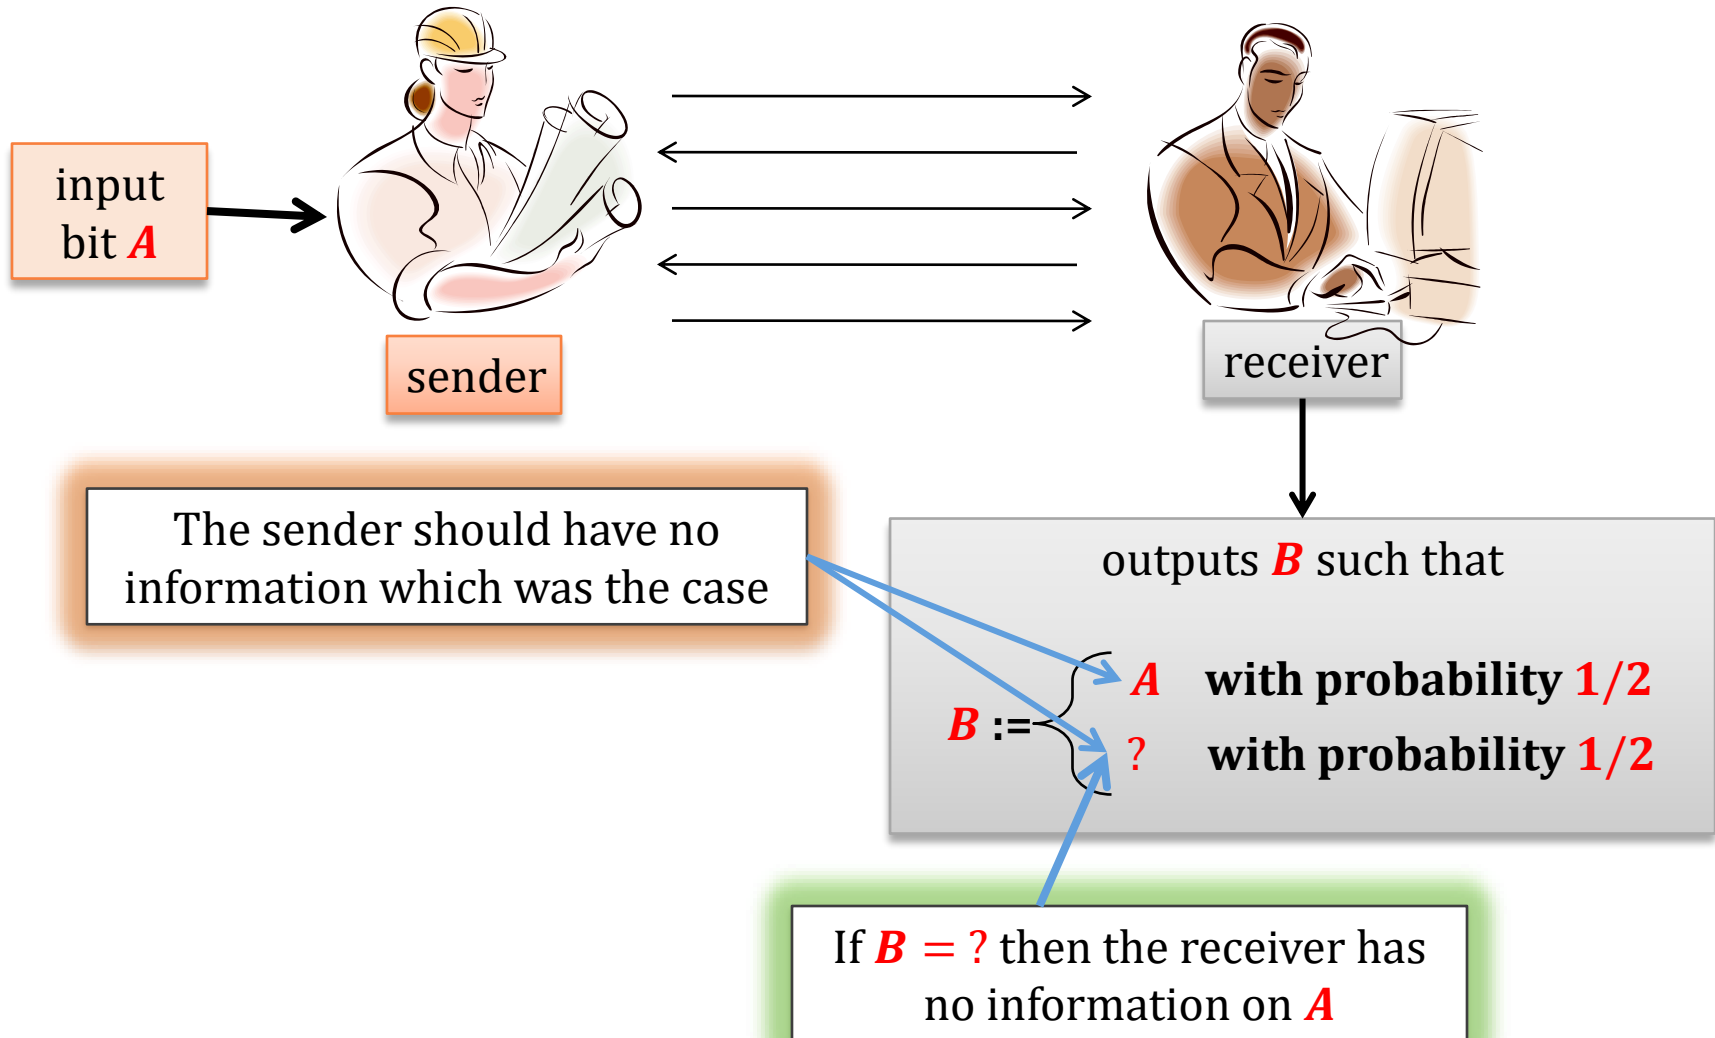 input
bit A
sender
receiver
The sender should have no
information which was the case
outputs B such that
B := A with probability 1/2
? with probability 1/2
If B = ? then the receiver has
no information on A